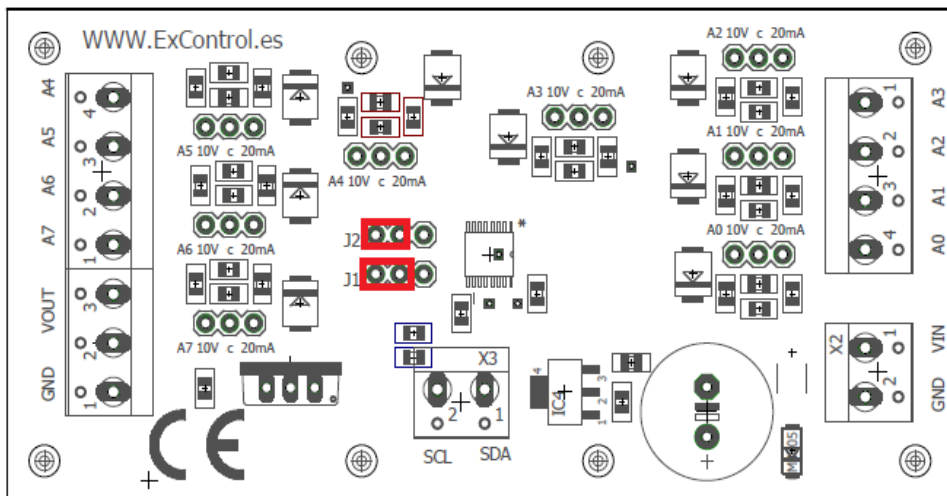 WWW.ExControl.es
A4
A5
A6
A7
VOUT
GND
4
3
2
1
3
2
1
A5 10V c 20mA
A6 10V c 20mA
A7 10V c 20mA
A4 10V c 20mA
A3 10V c 20mA
A2 10V c 20mA
A1 10V c 20mA
A0 10V c 20mA
J2
J1
*
X3
2
1
SCL
SDA
IC4
4
3
2
1
1
2
3
4
A3
A2
A1
A0
X2
1
2
VIN
GND
CE